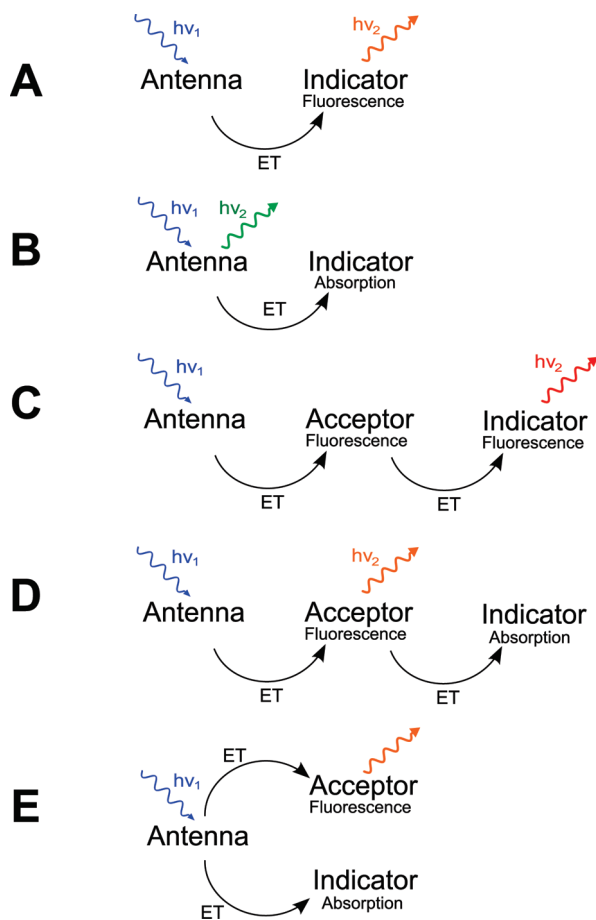 A
hν₁
hν₂
Antenna
Indicator
Fluorescence
ET
B
hν₁
hν₂
Antenna
Indicator
Absorption
ET
C
hν₁
hν₂
Antenna
Acceptor
Fluorescence
Indicator
Fluorescence
ET
ET
D
hν₁
hν₂
Antenna
Acceptor
Fluorescence
Indicator
Absorption
ET
ET
E
ET
hν₁
Acceptor
Fluorescence
Antenna
Indicator
Absorption
ET